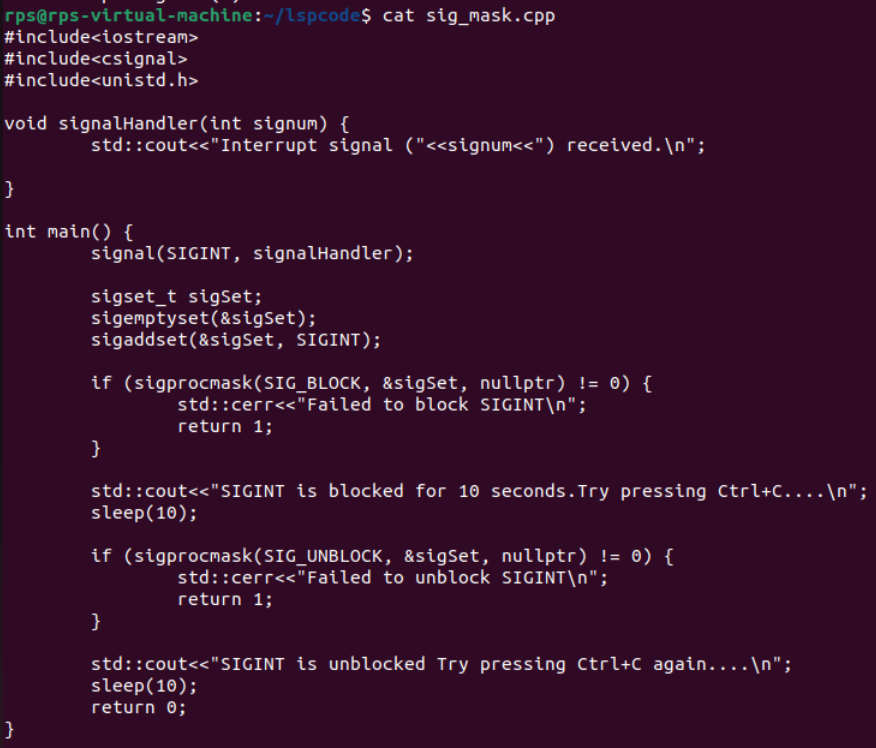 rps@rps-virtual-machine:~/lspcode$ cat sig_mask.cpp
#include<iostream>
#include<csignal>
#include<unistd.h>

void signalHandler(int signum) {
        std::cout<<"Interrupt signal ("<<signum<<") received.\n";

}

int main() {
        signal(SIGINT, signalHandler);

        sigset_t sigSet;
        sigemptyset(&sigSet);
        sigaddset(&sigSet, SIGINT);

        if (sigprocmask(SIG_BLOCK, &sigSet, nullptr) != 0) {
                std::cerr<<"Failed to block SIGINT\n";
                return 1;
        }

        std::cout<<"SIGINT is blocked for 10 seconds.Try pressing Ctrl+C....\n";
        sleep(10);

        if (sigprocmask(SIG_UNBLOCK, &sigSet, nullptr) != 0) {
                std::cerr<<"Failed to unblock SIGINT\n";
                return 1;
        }

        std::cout<<"SIGINT is unblocked Try pressing Ctrl+C again....\n";
        sleep(10);
        return 0;
}